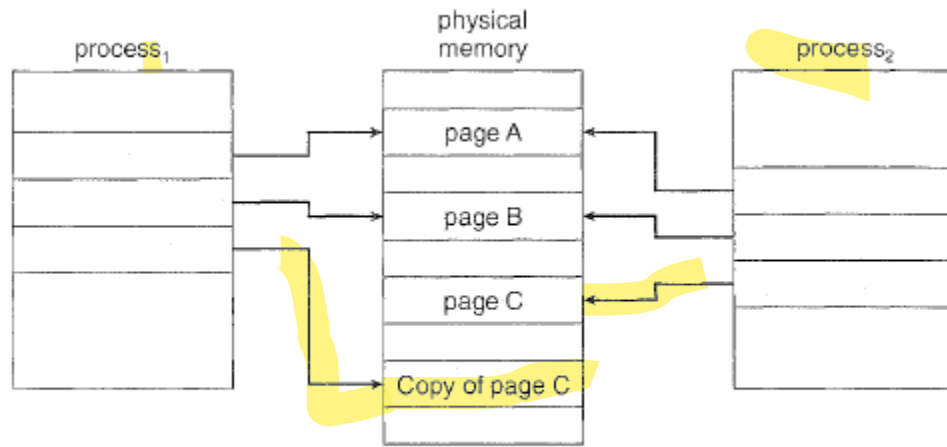 physical
memory
process₁
process₂
page A
page B
page C
Copy of page C